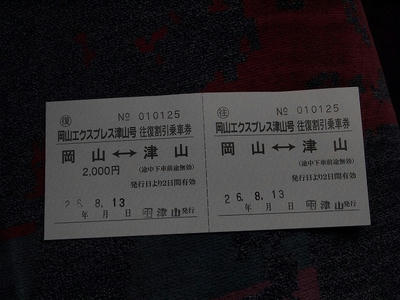 復
№ 010125
岡山エクスプレス津山号 往復割引乗車券
岡山 ↔ 津山
2,000円
(途中下車前途無効)
発行日より2日間有効
26. 8. 13
年 月 日
津山発行
往
№ 010125
岡山エクスプレス津山号 往復割引乗車券
岡山 ↔ 津山
(途中下車前途無効)
発行日より2日間有効
26. 8. 13
年 月 日
津山発行